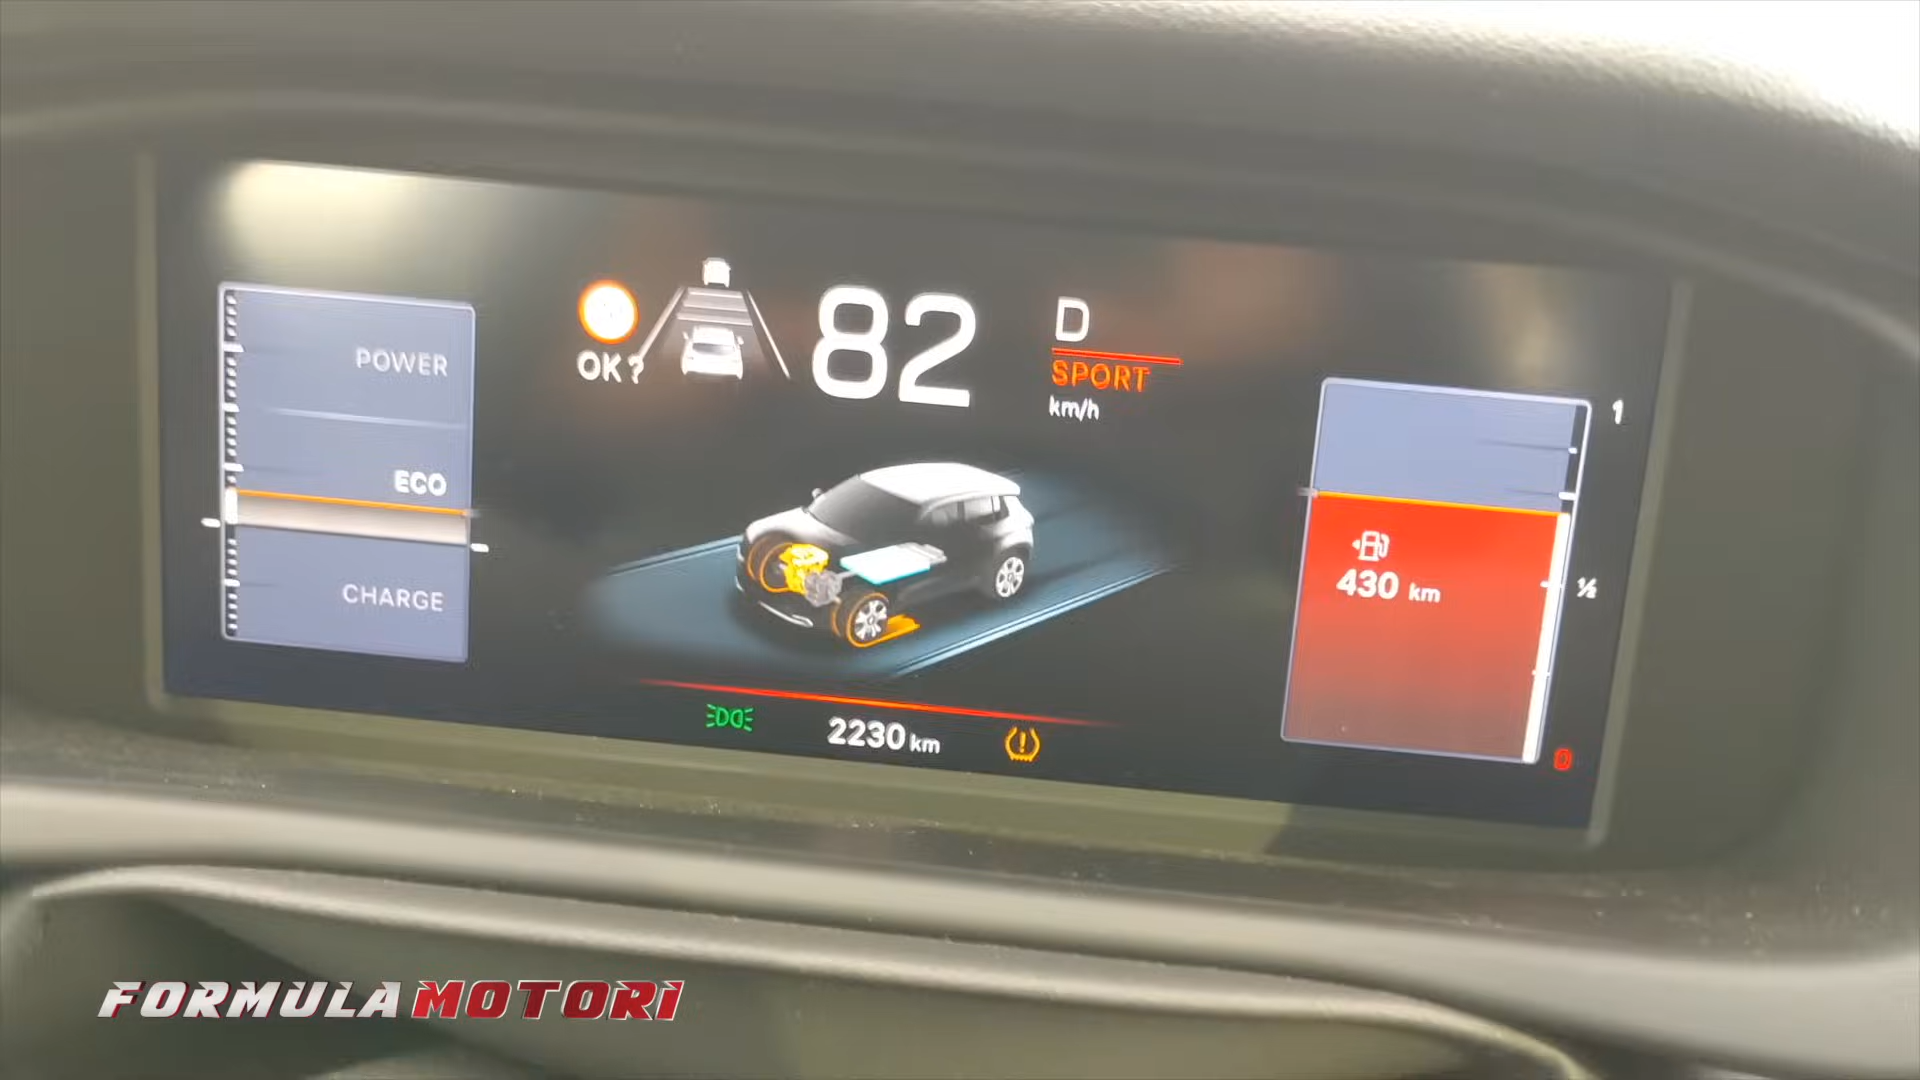 POWER
ECO
CHARGE
OK?
82
D
SPORT
km/h
2230 km
1
½
0
430 km
FORMULA MOTORI